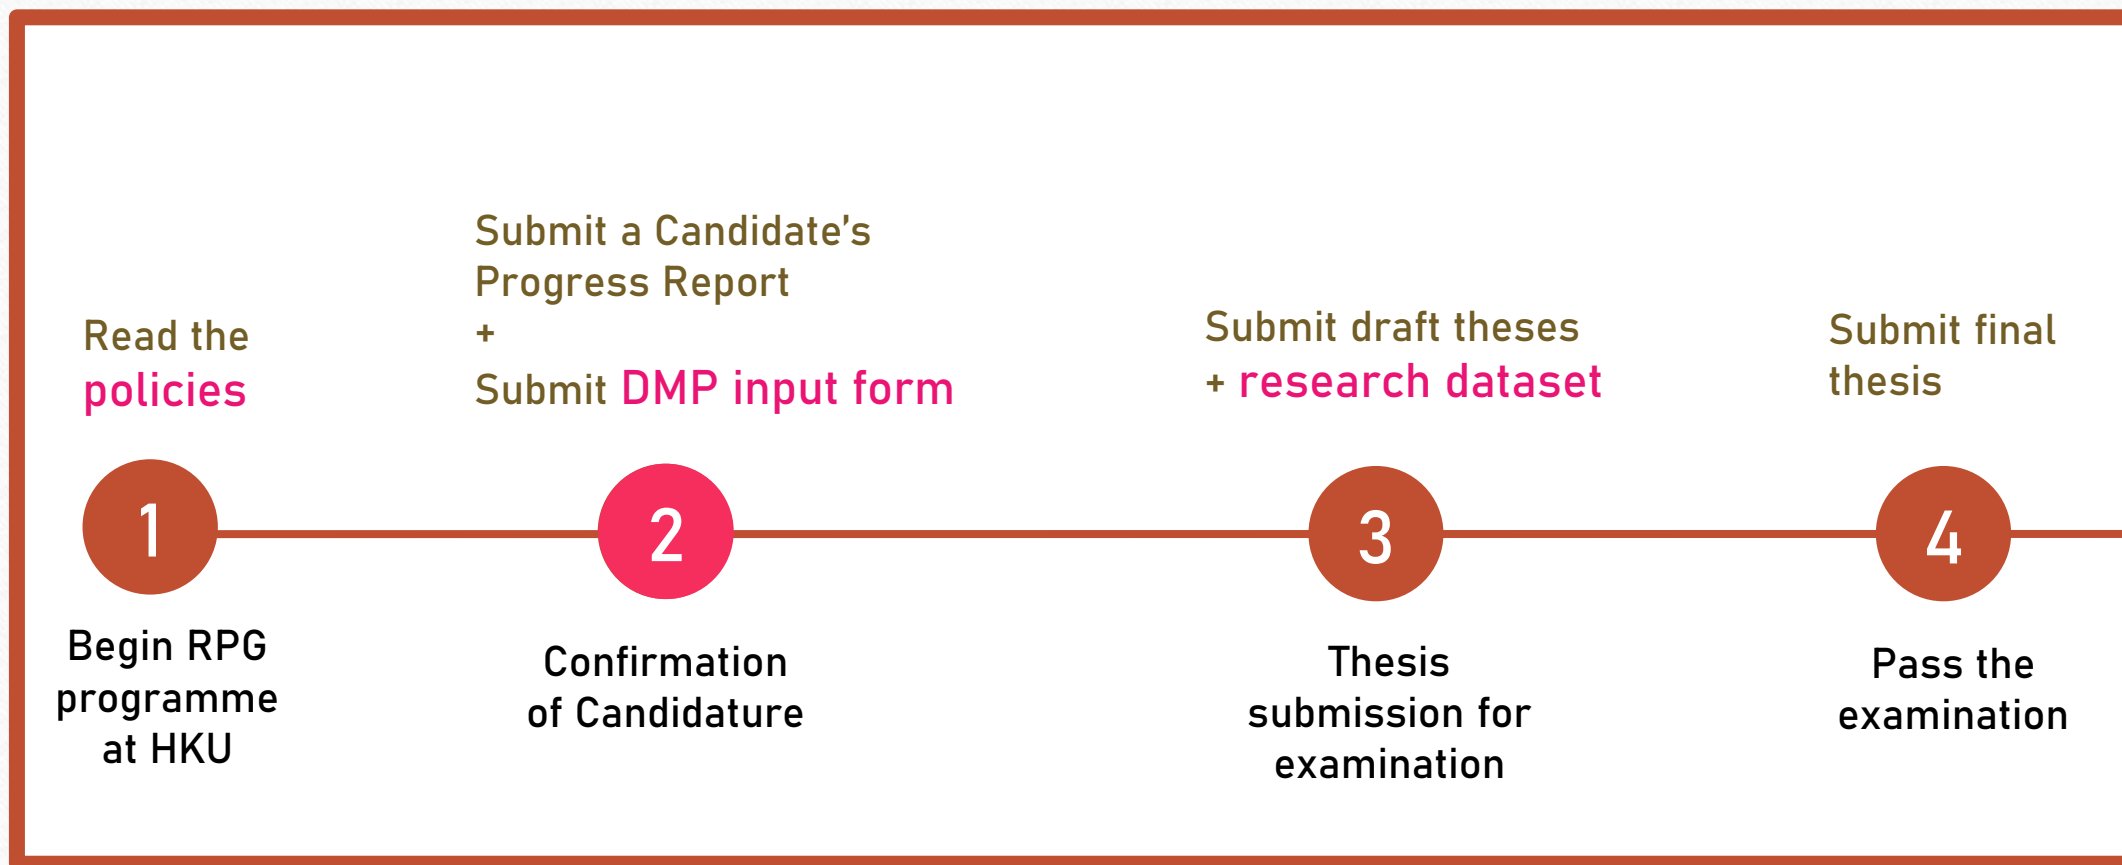 Read the
policies
1
Begin RPG
programme
at HKU
Submit a Candidate's
Progress Report
+
Submit DMP input form
2
Confirmation
of Candidature
Submit draft theses
+ research dataset
3
Thesis
submission for
examination
Submit final
thesis
4
Pass the
examination